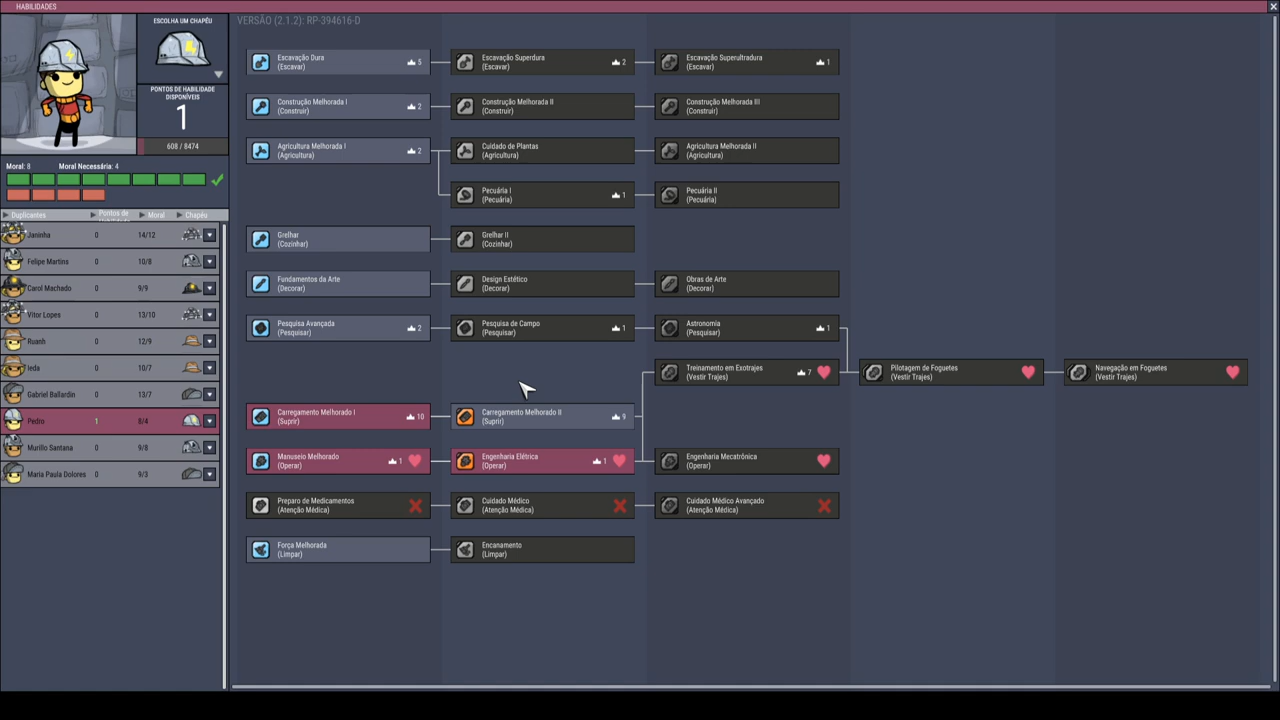 HABILIDADES
VERSÃO (2.1.2): RP-394616-D
ESCOLHA UM CHAPÉU
PONTOS DE HABILIDADE
DISPONÍVEIS
1
608 / 8474
Moral: 8 Moral Necessária: 4
Duplicantes Pontos de Moral Chapéu
Janinha 0 14/12
Felipe Martins 0 10/8
Carol Machado 0 9/9
Vitor Lopes 0 13/10
Ruanh 0 12/9
Ieda 0 10/7
Gabriel Ballardin 0 13/7
Pedro 1 8/4
Murillo Santana 0 9/8
Maria Paula Dolores 0 9/3
Escavação Dura
(Escavar) 5
Escavação Superdura
(Escavar) 2
Escavação Superultradura
(Escavar) 1
Construção Melhorada I
(Construir) 2
Construção Melhorada II
(Construir)
Construção Melhorada III
(Construir)
Agricultura Melhorada I
(Agricultura) 2
Cuidado de Plantas
(Agricultura)
Agricultura Melhorada II
(Agricultura)
Pecuária I
(Pecuária) 1
Pecuária II
(Pecuária)
Grelhar
(Cozinhar)
Grelhar II
(Cozinhar)
Fundamentos da Arte
(Decorar)
Design Estético
(Decorar)
Obras de Arte
(Decorar)
Pesquisa Avançada
(Pesquisar) 2
Pesquisa de Campo
(Pesquisar) 1
Astronomia
(Pesquisar) 1
Treinamento em Exotrajes
(Vestir Trajes) 7
Pilotagem de Foguetes
(Vestir Trajes)
Navegação em Foguetes
(Vestir Trajes)
Carregamento Melhorado I
(Suprir) 10
Carregamento Melhorado II
(Suprir) 9
Manuseio Melhorado
(Operar) 1
Engenharia Elétrica
(Operar) 1
Engenharia Mecatrônica
(Operar)
Preparo de Medicamentos
(Atenção Médica)
Cuidado Médico
(Atenção Médica)
Cuidado Médico Avançado
(Atenção Médica)
Força Melhorada
(Limpar)
Encanamento
(Limpar)